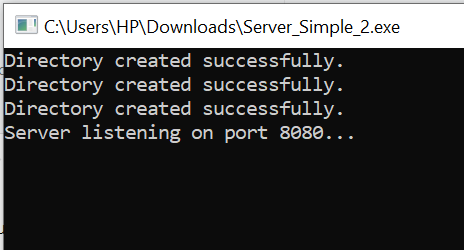 C:\Users\HP\Downloads\Server_Simple_2.exe
Directory created successfully.
Directory created successfully.
Directory created successfully.
Server listening on port 8080...